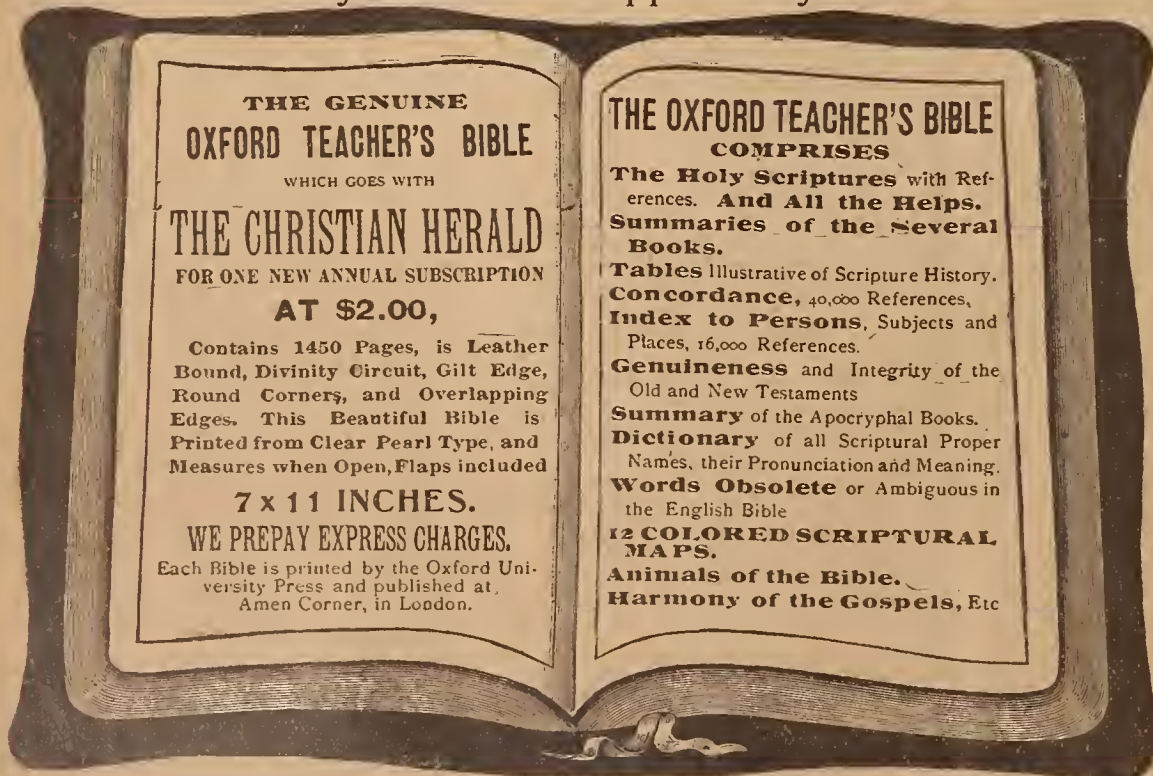 THE GENUINE
OXFORD TEACHER'S BIBLE
WHICH GOES WITH
THE CHRISTIAN HERALD
FOR ONE NEW ANNUAL SUBSCRIPTION
AT $2.00,
Contains 1450 Pages, is Leather
Bound, Divinity Circuit, Gilt Edge,
Round Corners, and Overlapping
Edges. This Beautiful Bible is
Printed from Clear Pearl Type, and
Measures when Open, Flaps included
7 x 11 INCHES.
WE PREPAY EXPRESS CHARGES.
Each Bible is printed by the Oxford Uni-
versity Press and published at
Amen Corner, in London.
THE OXFORD TEACHER'S BIBLE
COMPRISES
The Holy Scriptures with Ref-
erences. And All the Helps.
Summaries of the Several
Books.
Tables Illustrative of Scripture History.
Concordance, 40,000 References,
Index to Persons, Subjects and
Places, 16,000 References.
Genuineness and Integrity of the
Old and New Testaments
Summary of the Apocryphal Books.
Dictionary of all Scriptural Proper
Names, their Pronunciation and Meaning.
Words Obsolete or Ambiguous in
the English Bible
12 COLORED SCRIPTURAL
MAPS.
Animals of the Bible.
Harmony of the Gospels, Etc